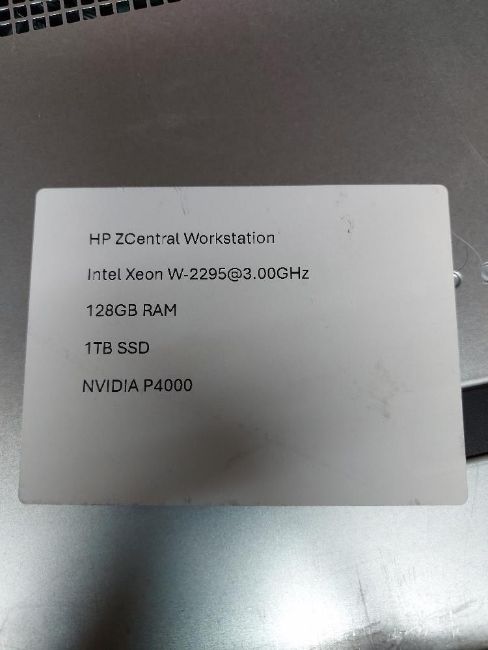 HP ZCentral Workstation
Intel Xeon W-2295@3.00GHz
128GB RAM
1TB SSD
NVIDIA P4000